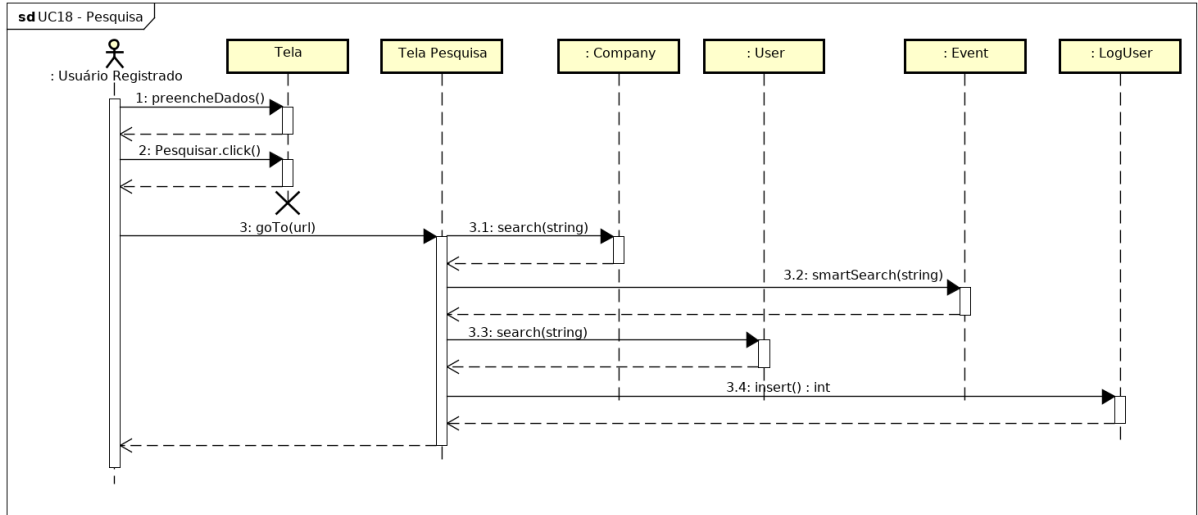 sd UC18 - Pesquisa
: Usuário Registrado
Tela
Tela Pesquisa
: Company
: User
: Event
: LogUser
1: preencheDados()
2: Pesquisar.click()
3: goTo(url)
3.1: search(string)
3.2: smartSearch(string)
3.3: search(string)
3.4: insert() : int